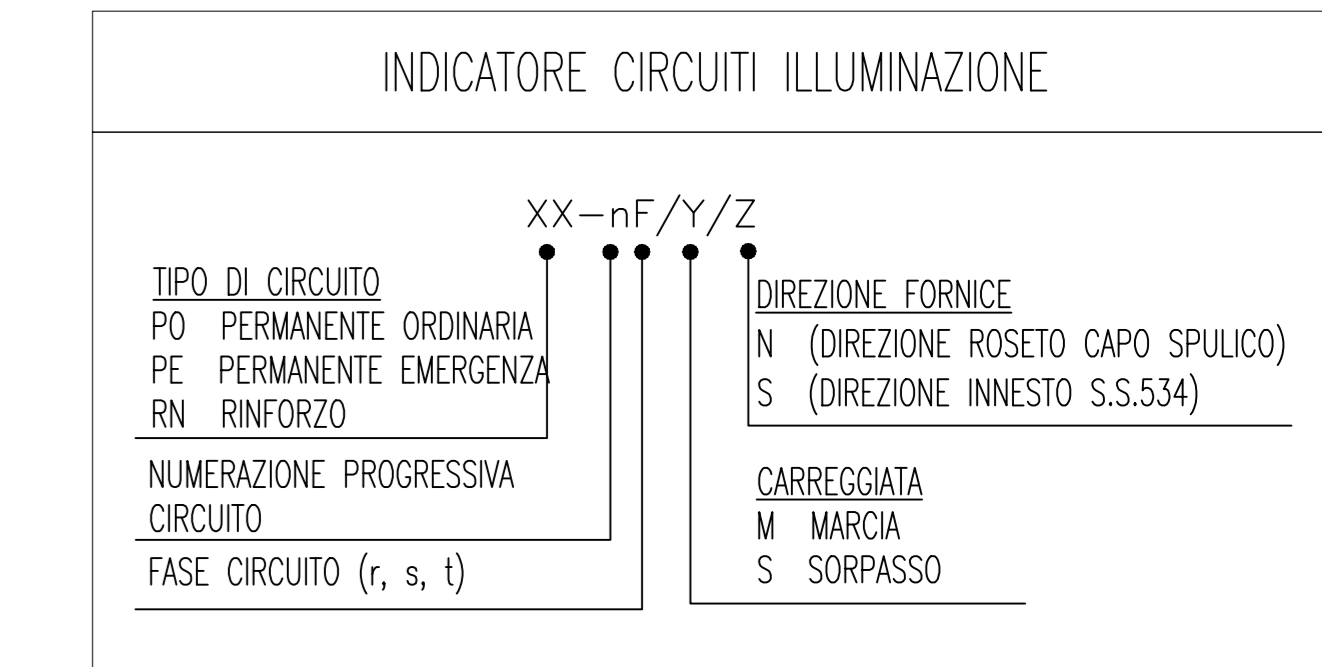 INDICATORE CIRCUITI ILLUMINAZIONE
XX-nF/Y/Z
TIPO DI CIRCUITO
PO PERMANENTE ORDINARIA
PE PERMANENTE EMERGENZA
RN RINFORZO
NUMERAZIONE PROGRESSIVA
CIRCUITO
FASE CIRCUITO (r, s, t)
DIREZIONE FORNICE
N (DIREZIONE ROSETO CAPO SPULICO)
S (DIREZIONE INNESTO S.S.534)
CARREGGIATA
M MARCIA
S SORPASSO